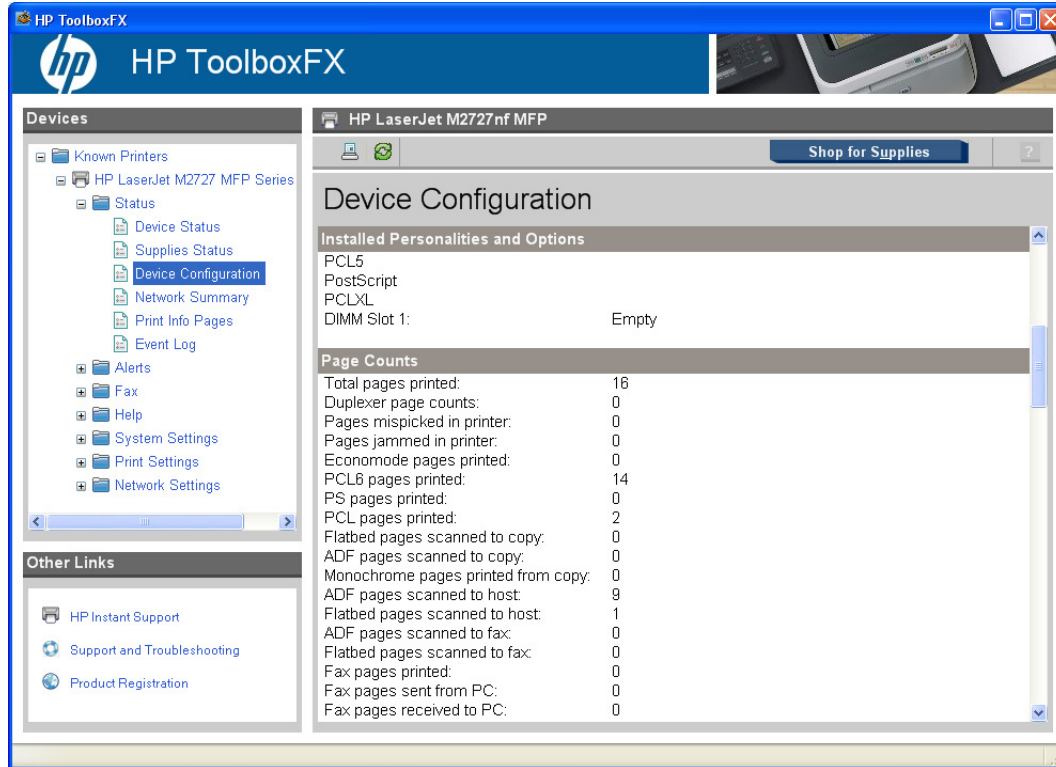 HP ToolboxFX
hp HP ToolboxFX
Devices
Known Printers
HP LaserJet M2727 MFP Series
Status
Device Status
Supplies Status
Device Configuration
Network Summary
Print Info Pages
Event Log
Alerts
Fax
Help
System Settings
Print Settings
Network Settings
Other Links
HP Instant Support
Support and Troubleshooting
Product Registration
HP LaserJet M2727nf MFP
Shop for Supplies ?
Device Configuration
Installed Personalities and Options
PCL5
PostScript
PCLXL
DIMM Slot 1: Empty
Page Counts
Total pages printed: 16
Duplexer page counts: 0
Pages mispicked in printer: 0
Pages jammed in printer: 0
Economode pages printed: 0
PCL6 pages printed: 14
PS pages printed: 0
PCL pages printed: 2
Flatbed pages scanned to copy: 0
ADF pages scanned to copy: 0
Monochrome pages printed from copy: 0
ADF pages scanned to host: 9
Flatbed pages scanned to host: 1
ADF pages scanned to fax: 0
Flatbed pages scanned to fax: 0
Fax pages printed: 0
Fax pages sent from PC: 0
Fax pages received to PC: 0